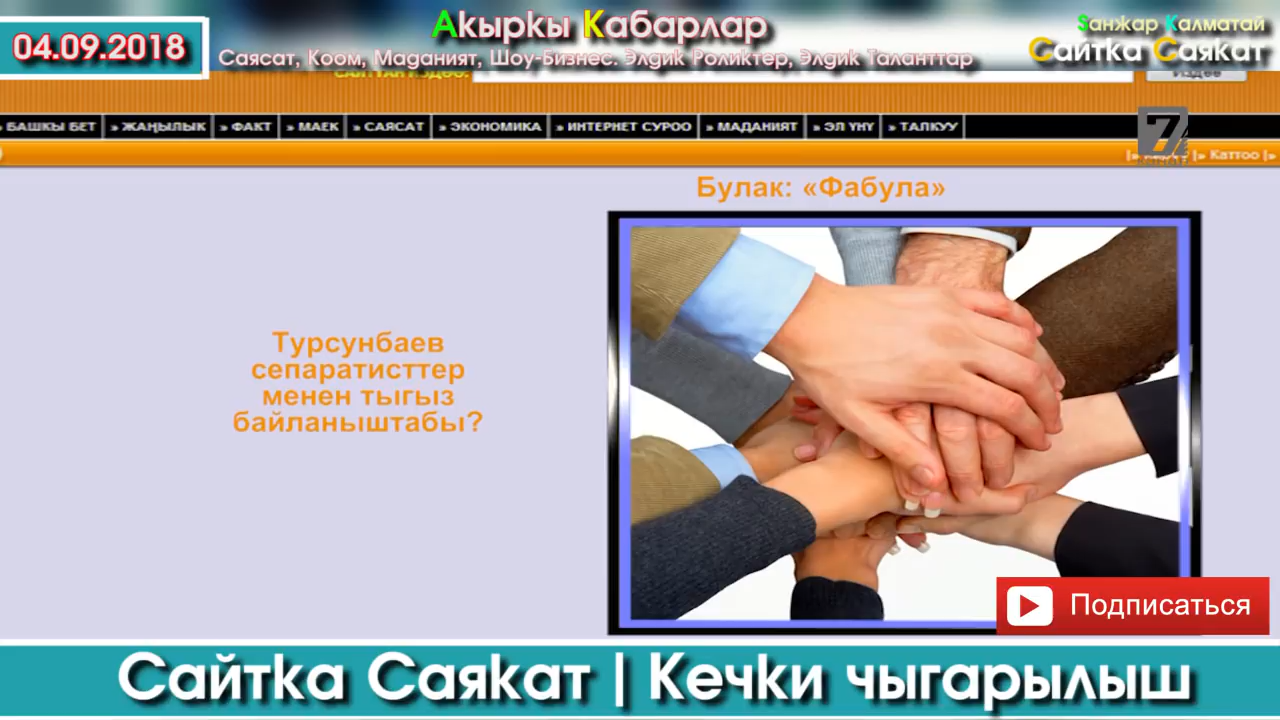 04.09.2018
Акыркы Кабарлар
Саясат, Коом, Маданият, Шоу-Бизнес. Элдик Роликтер, Элдик Таланттар
Sанжар Калматай
Сайтка Саякат
» БАШКЫ БЕТ » ЖАҢЫЛЫК » ФАКТ » МАЕК » САЯСАТ » ЭКОНОМИКА » ИНТЕРНЕТ СУРОО » МАДАНИЯТ » ЭЛ ҮНҮ » ТАЛКУУ
7
|» Каттоо |»
Булак: «Фабула»
Турсунбаев
сепаратисттер
менен тыгыз
байланыштабы?
Подписаться
Сайтка Саякат | Кечки чыгарылыш